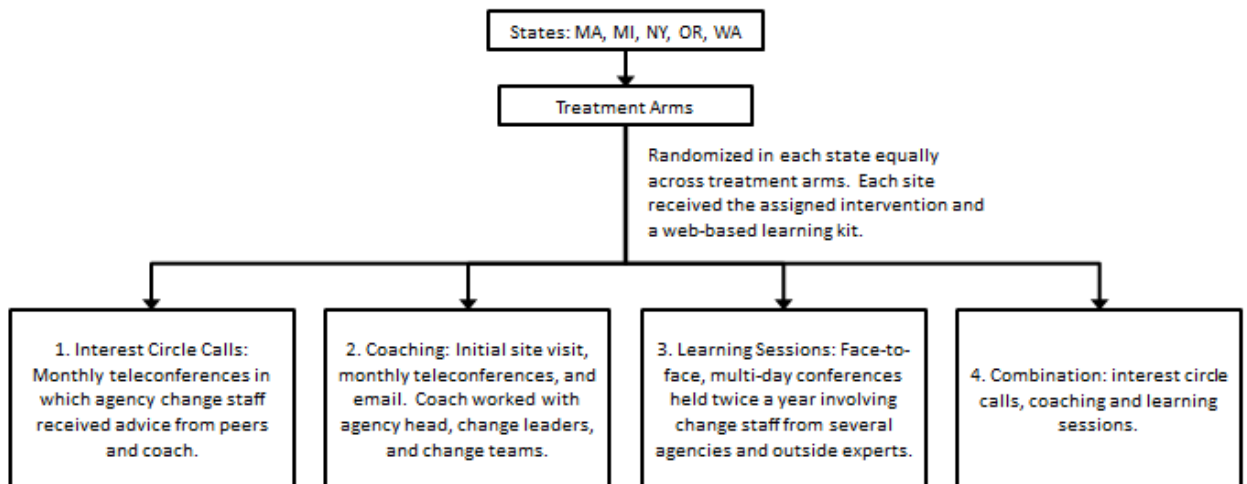 States: MA, MI, NY, OR, WA
Treatment Arms
Randomized in each state equally
across treatment arms. Each site
received the assigned intervention and
a web-based learning kit.
1. Interest Circle Calls:
Monthly teleconferences in
which agency change staff
received advice from peers
and coach.
2. Coaching: Initial site visit,
monthly teleconferences, and
email. Coach worked with
agency head, change leaders,
and change teams.
3. Learning Sessions: Face-to-
face, multi-day conferences
held twice a year involving
change staff from several
agencies and outside experts.
4. Combination: interest circle
calls, coaching and learning
sessions.